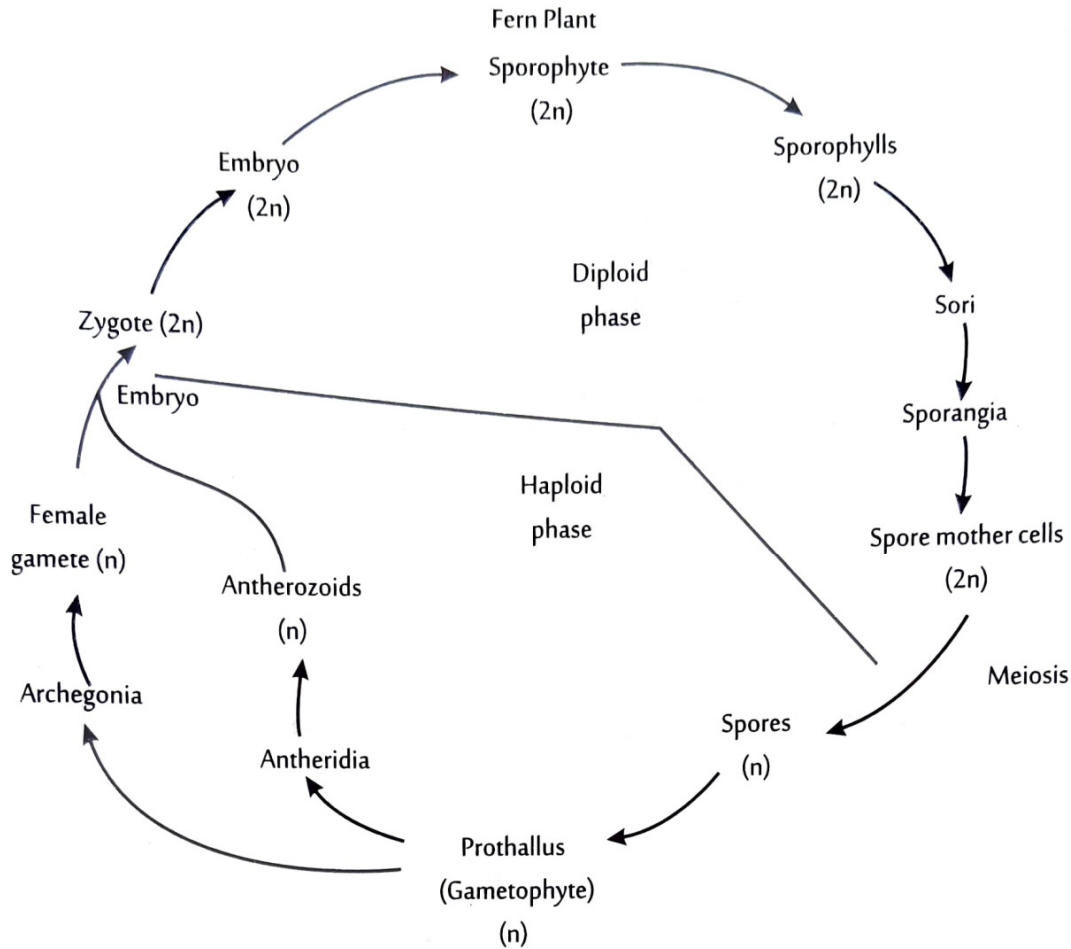 Fern Plant
Sporophyte
(2n)
Sporophylls
(2n)
Embryo
(2n)
Diploid
phase
Sori
Zygote (2n)
Embryo
Sporangia
Haploid
phase
Female
gamete (n)
Spore mother cells
(2n)
Antherozoids
(n)
Meiosis
Archegonia
Spores
(n)
Antheridia
Prothallus
(Gametophyte)
(n)